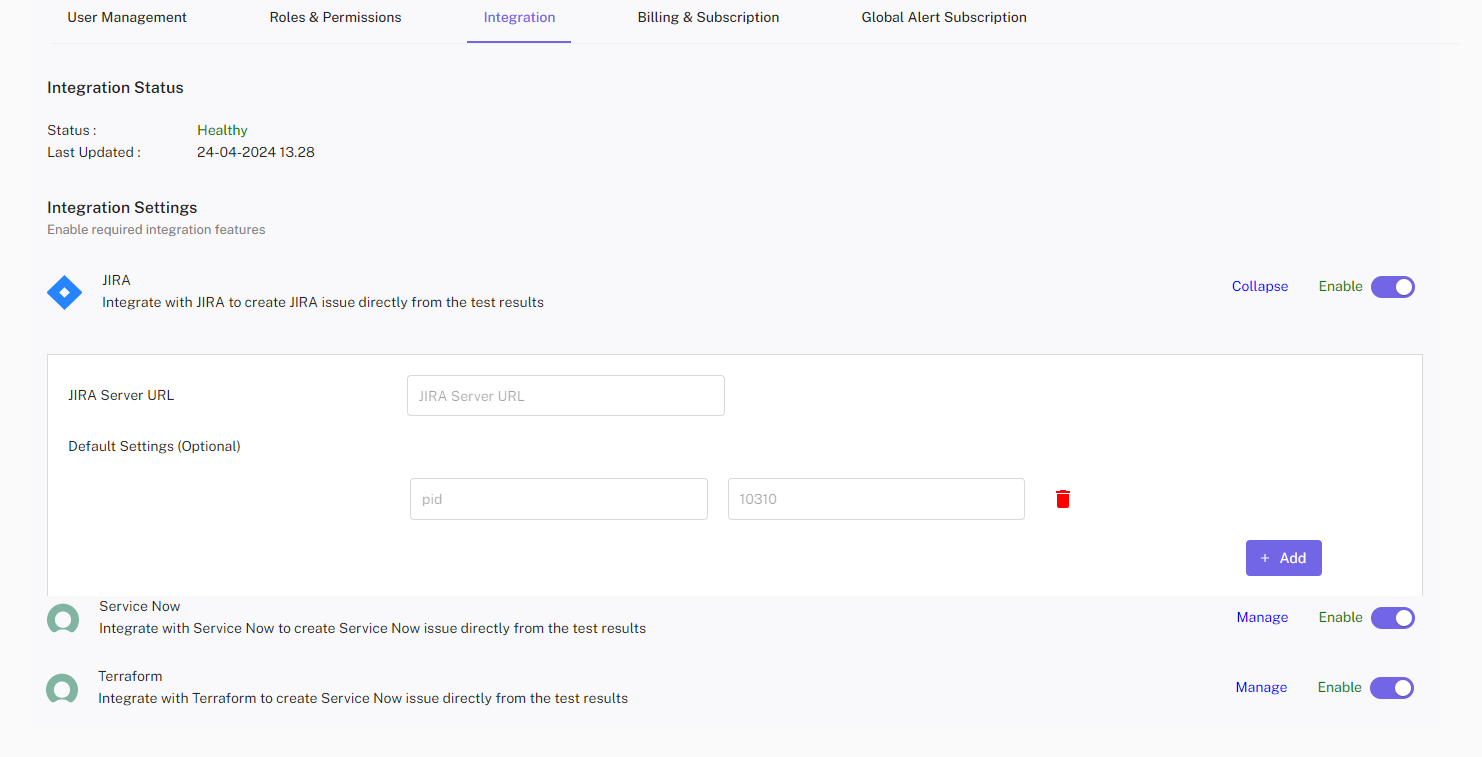 User Management Roles & Permissions Integration Billing & Subscription Global Alert Subscription
Integration Status
Status : Healthy
Last Updated : 24-04-2024 13.28
Integration Settings
Enable required integration features
JIRA
Integrate with JIRA to create JIRA issue directly from the test results
Collapse Enable
JIRA Server URL JIRA Server URL
Default Settings (Optional)
pid 10310
+ Add
Service Now
Integrate with Service Now to create Service Now issue directly from the test results
Manage Enable
Terraform
Integrate with Terraform to create Service Now issue directly from the test results
Manage Enable